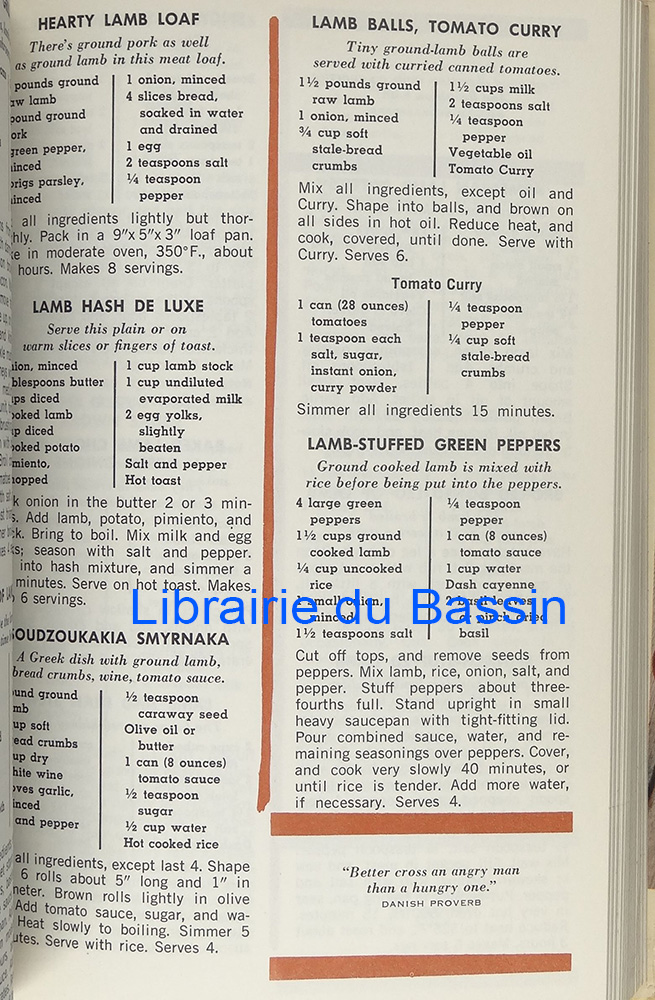 HEARTY LAMB LOAF
There's ground pork as well
as ground lamb in this meat loaf.
pounds ground
raw lamb
pound ground
green pepper,
1 onion, minced
4 slices bread,
soaked in water
and drained
1 egg
2 teaspoons salt
¼ teaspoon
pepper
all ingredients lightly but thor-
Pack in a 9"x 5"x 3" loaf pan.
in moderate oven, 350°F., about
hours. Makes 8 servings.
LAMB HASH DE LUXE
Serve this plain or on
warm slices or fingers of toast.
minced
butter
diced
lamb
diced
potato
1 cup lamb stock
1 cup undiluted
evaporated milk
2 egg yolks,
slightly
beaten
Salt and pepper
Hot toast
onion in the butter 2 or 3 min-
Add lamb, potato, pimiento, and
Bring to boil. Mix milk and egg
season with salt and pepper.
into hash mixture, and simmer a
minutes. Serve on hot toast. Makes
6 servings.
SOUDZOUKAKIA SMYRNAKA
A Greek dish with ground lamb,
bread crumbs, wine, tomato sauce.
ground
soft
crumbs
dry
wine
garlic,
and pepper
½ teaspoon
caraway seed
Olive oil or
butter
1 can (8 ounces)
tomato sauce
½ teaspoon
sugar
½ cup water
Hot cooked rice
all ingredients, except last 4. Shape
6 rolls about 5" long and 1" in
Brown rolls lightly in olive
Add tomato sauce, sugar, and wa-
Heat slowly to boiling. Simmer 5
Serve with rice. Serves 4.
LAMB BALLS, TOMATO CURRY
Tiny ground-lamb balls are
served with curried canned tomatoes.
1½ pounds ground
raw lamb
1 onion, minced
¾ cup soft
stale-bread
crumbs
1½ cups milk
2 teaspoons salt
¼ teaspoon
pepper
Vegetable oil
Tomato Curry
Mix all ingredients, except oil and
Curry. Shape into balls, and brown on
all sides in hot oil. Reduce heat, and
cook, covered, until done. Serve with
Curry. Serves 6.
Tomato Curry
1 can (28 ounces)
tomatoes
1 teaspoon each
salt, sugar,
instant onion,
curry powder
¼ teaspoon
pepper
¼ cup soft
stale-bread
crumbs
Simmer all ingredients 15 minutes.
LAMB-STUFFED GREEN PEPPERS
Ground cooked lamb is mixed with
rice before being put into the peppers.
4 large green
peppers
1½ cups ground
cooked lamb
¼ cup uncooked
rice
1 small onion,
minced
1½ teaspoons salt
¼ teaspoon
pepper
1 can (8 ounces)
tomato sauce
1 cup water
Dash cayenne
2 basil leaves
or pinch dried
basil
Librairie du Bassin
Cut off tops, and remove seeds from
peppers. Mix lamb, rice, onion, salt, and
pepper. Stuff peppers about three-
fourths full. Stand upright in small
heavy saucepan with tight-fitting lid.
Pour combined sauce, water, and re-
maining seasonings over peppers. Cover,
and cook very slowly 40 minutes, or
until rice is tender. Add more water,
if necessary. Serves 4.
"Better cross an angry man
than a hungry one."
DANISH PROVERB